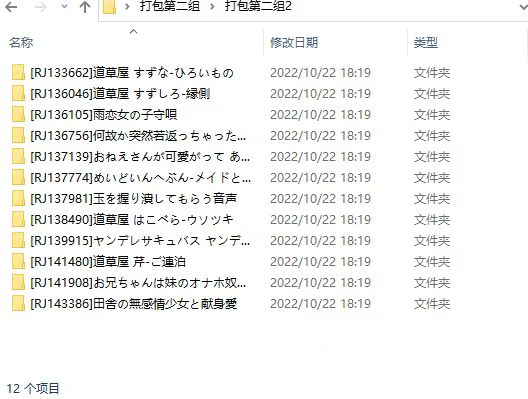 打包第二组 > 打包第二组2
名称 修改日期 类型
[RJ133662]道草屋 すずな-ひろいもの 2022/10/22 18:19 文件夹
[RJ136046]道草屋 すずしろ-縁側 2022/10/22 18:19 文件夹
[RJ136105]雨恋女の子守唄 2022/10/22 18:19 文件夹
[RJ136756]何故か突然若返っちゃった... 2022/10/22 18:19 文件夹
[RJ137139]おねえさんが可愛がって あ... 2022/10/22 18:19 文件夹
[RJ137774]めいどいんへぶん-メイドと... 2022/10/22 18:19 文件夹
[RJ137981]玉を握り潰してもらう音声 2022/10/22 18:19 文件夹
[RJ138490]道草屋 はこべら-ウソツキ 2022/10/22 18:19 文件夹
[RJ139915]ヤンデレサキュバス ヤンデ... 2022/10/22 18:19 文件夹
[RJ141480]道草屋 芹-ご連泊 2022/10/22 18:19 文件夹
[RJ141908]お兄ちゃんは妹のオナホ奴... 2022/10/22 18:19 文件夹
[RJ143386]田舎の無感情少女と献身愛 2022/10/22 18:19 文件夹
12 个项目